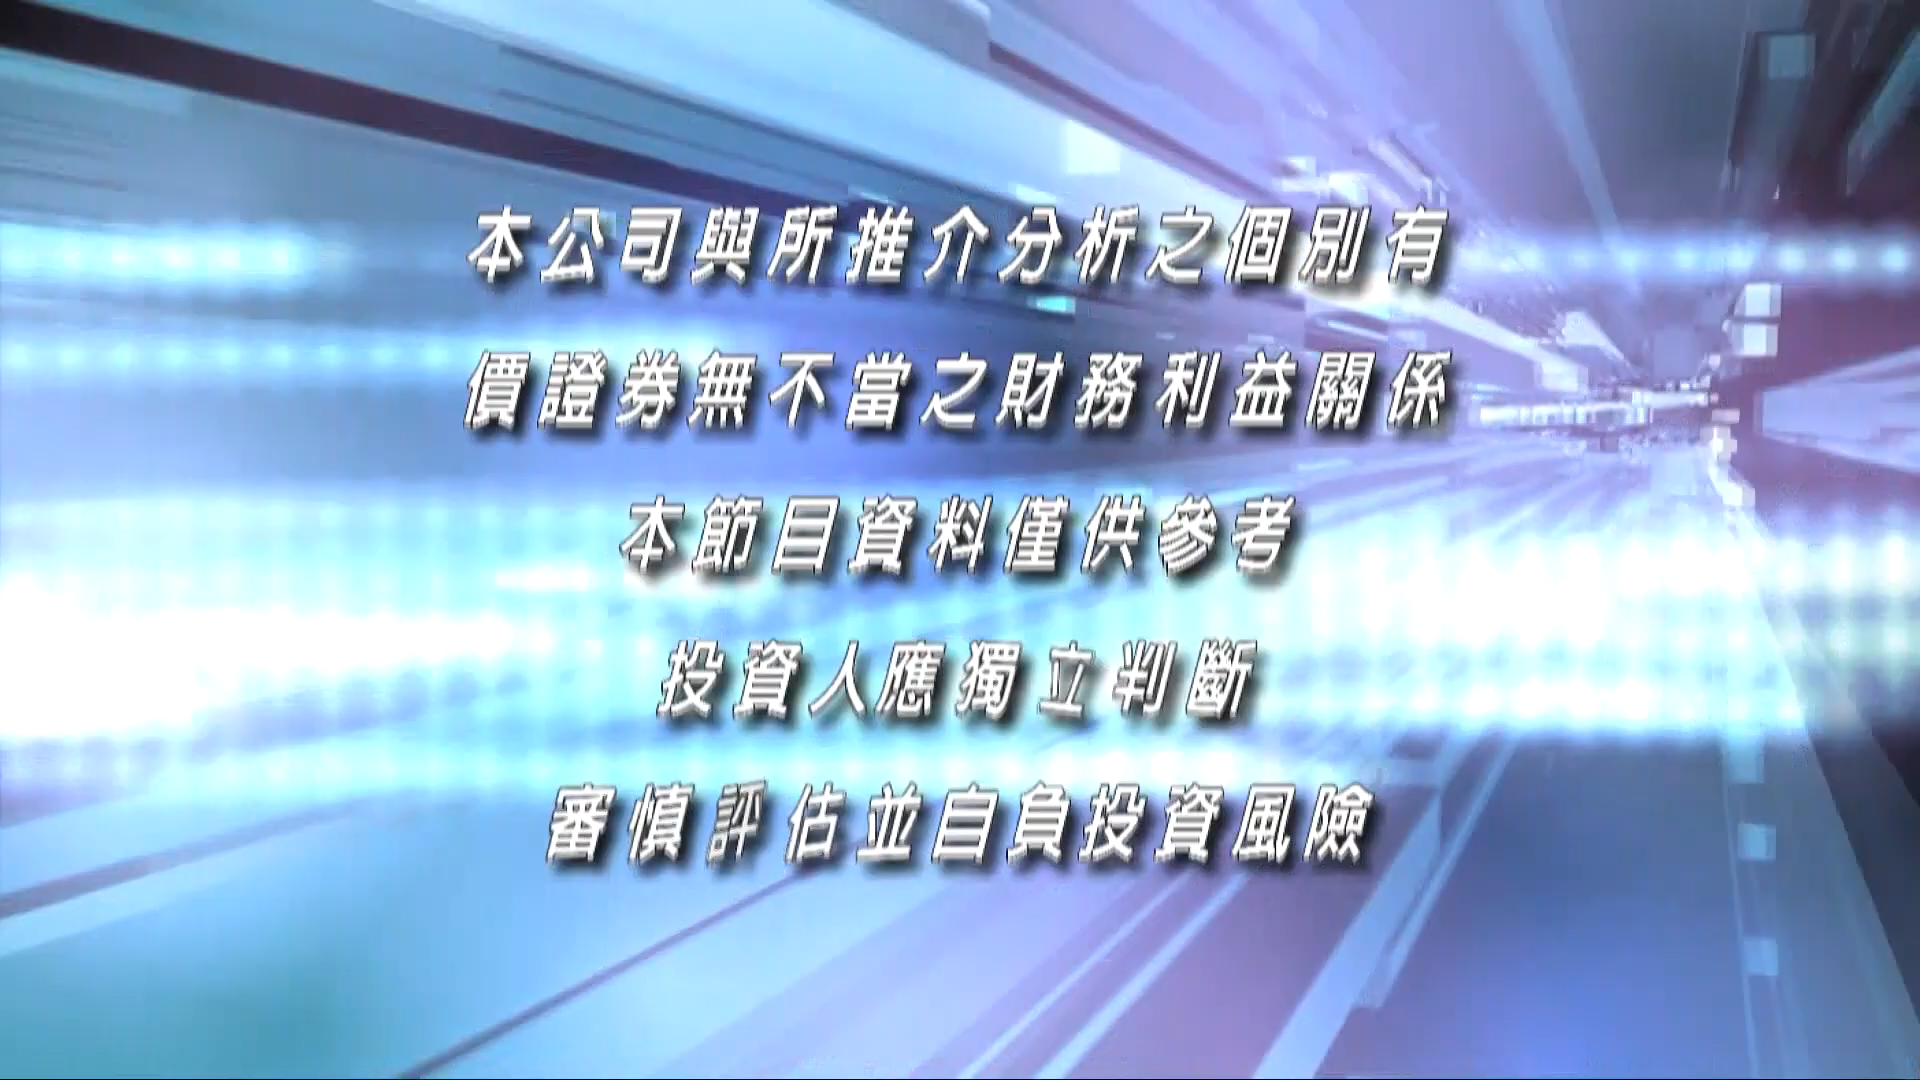 本公司與所推介分析之個別有
價證券無不當之財務利益關係
本節目資料僅供參考
投資人應獨立判斷
審慎評估並自負投資風險